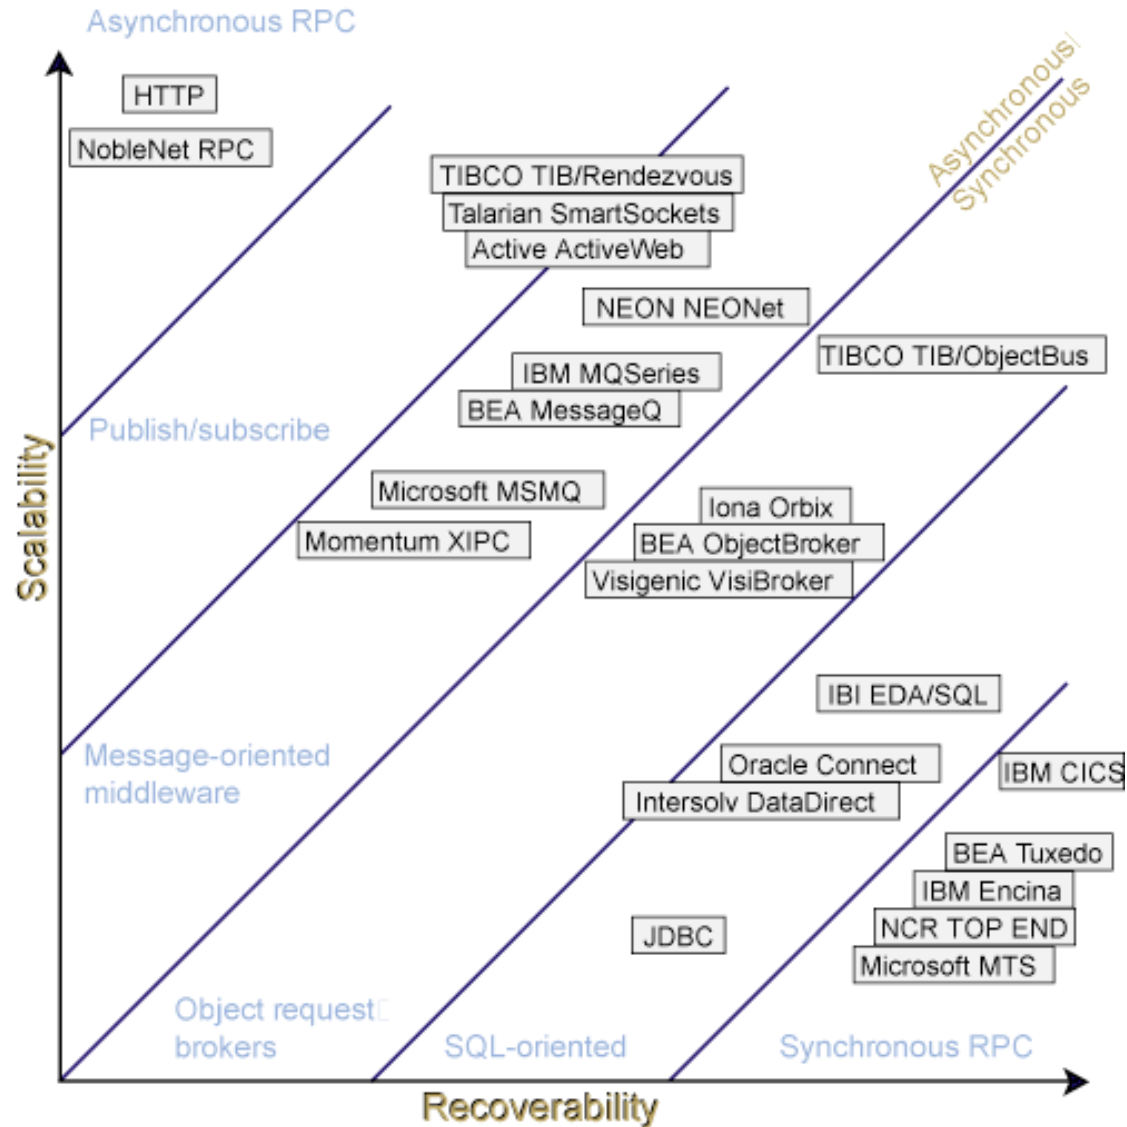 Asynchronous RPC
HTTP
NobleNet RPC
Asynchronous
Synchronous
TIBCO TIB/Rendezvous
Talarian SmartSockets
Active ActiveWeb
NEON NEONet
TIBCO TIB/ObjectBus
IBM MQSeries
BEA MessageQ
Publish/subscribe
Microsoft MSMQ
Momentum XIPC
Iona Orbix
BEA ObjectBroker
Visigenic VisiBroker
Scalability
IBI EDA/SQL
Message-oriented
middleware
Oracle Connect
Intersolv DataDirect
IBM CICS
BEA Tuxedo
IBM Encina
NCR TOP END
Microsoft MTS
JDBC
Object request
brokers
SQL-oriented
Synchronous RPC
Recoverability